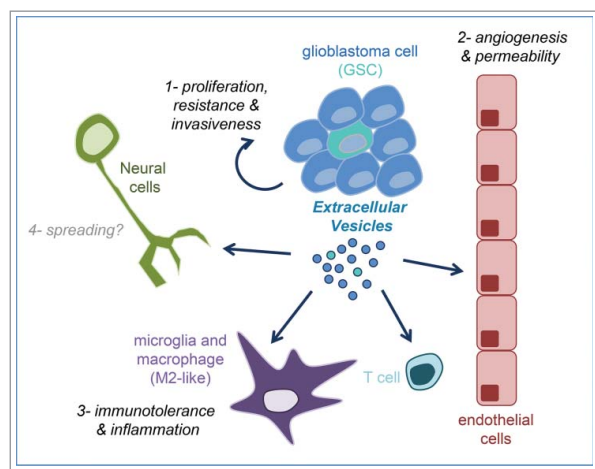 glioblastoma cell
(GSC)
2- angiogenesis
& permeability
1- proliferation,
resistance &
invasiveness
Neural
cells
Extracellular
Vesicles
4- spreading?
microglia and
macrophage
(M2-like)
T cell
3- immunotolerance
& inflammation
endothelial
cells